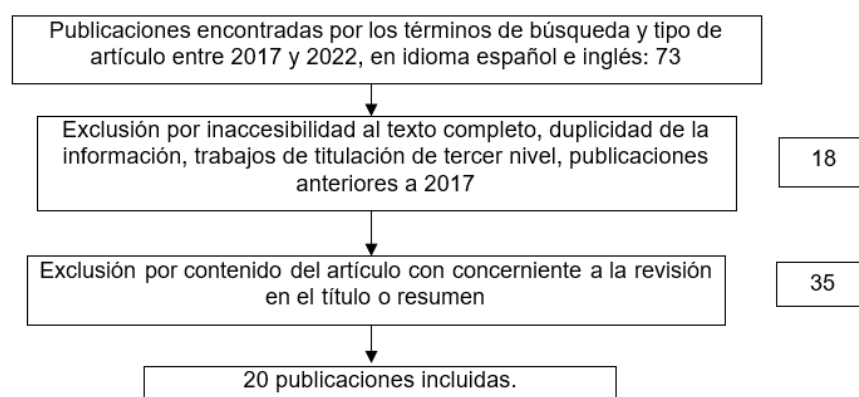 Publicaciones encontradas por los términos de búsqueda y tipo de
artículo entre 2017 y 2022, en idioma español e inglés: 73
Exclusión por inaccesibilidad al texto completo, duplicidad de la
información, trabajos de titulación de tercer nivel, publicaciones
anteriores a 2017
18
Exclusión por contenido del artículo con concerniente a la revisión
en el título o resumen
35
20 publicaciones incluidas.